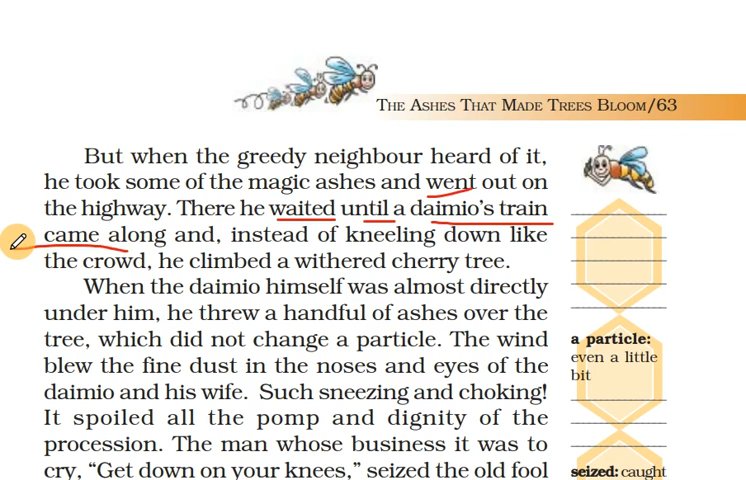 THE ASHES THAT MADE TREES BLOOM/63
But when the greedy neighbour heard of it,
he took some of the magic ashes and went out on
the highway. There he waited until a daimio's train
came along and, instead of kneeling down like
the crowd, he climbed a withered cherry tree.
When the daimio himself was almost directly
under him, he threw a handful of ashes over the
tree, which did not change a particle. The wind
blew the fine dust in the noses and eyes of the
daimio and his wife. Such sneezing and choking!
It spoiled all the pomp and dignity of the
procession. The man whose business it was to
cry, “Get down on your knees,” seized the old fool
a particle:
even a little
bit
seized: caught